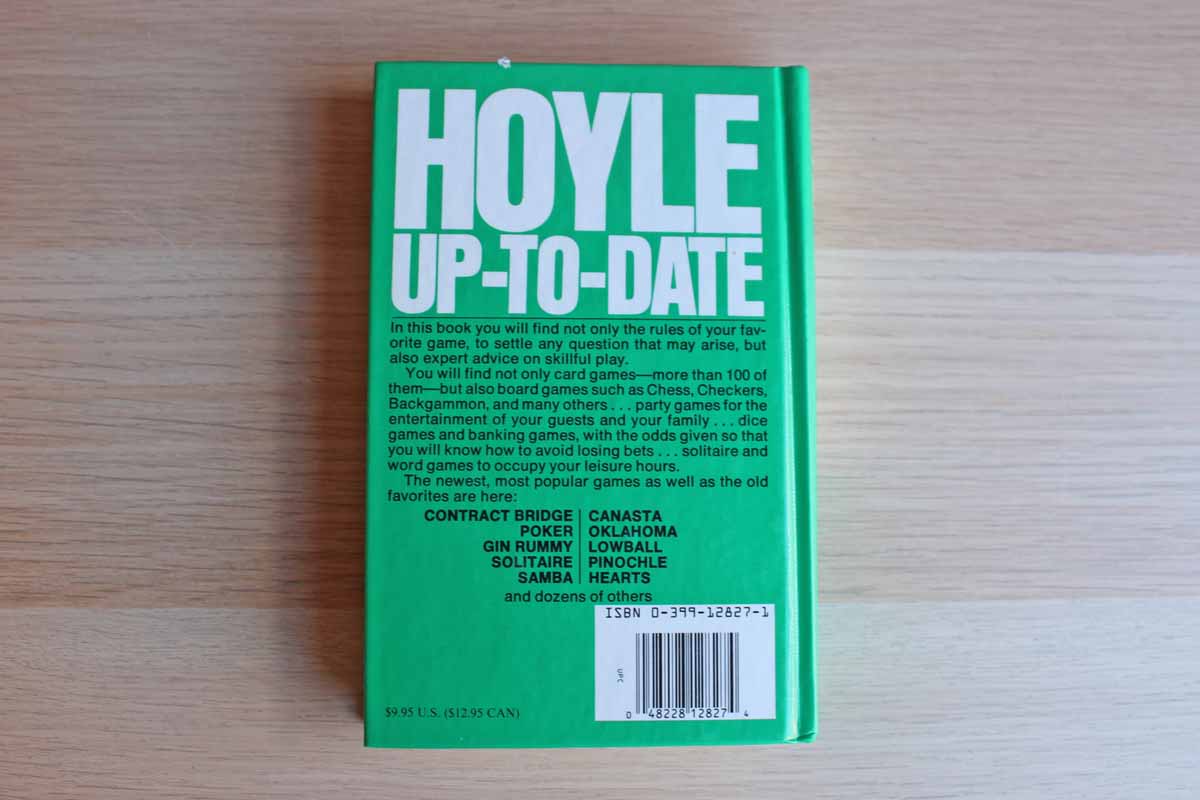 HOYLE
UP-TO-DATE
In this book you will find not only the rules of your fav-
orite game, to settle any question that may arise, but
also expert advice on skillful play.
You will find not only card games—more than 100 of
them—but also board games such as Chess, Checkers,
Backgammon, and many others . . . party games for the
entertainment of your guests and your family . . . dice
games and banking games, with the odds given so that
you will know how to avoid losing bets . . . solitaire and
word games to occupy your leisure hours.
The newest, most popular games as well as the old
favorites are here:
CONTRACT BRIDGE | CANASTA
POKER | OKLAHOMA
GIN RUMMY | LOWBALL
SOLITAIRE | PINOCHLE
SAMBA | HEARTS
and dozens of others
ISBN 0-399-12827-1
UPC
0 48228 12827 4
$9.95 U.S. ($12.95 CAN)